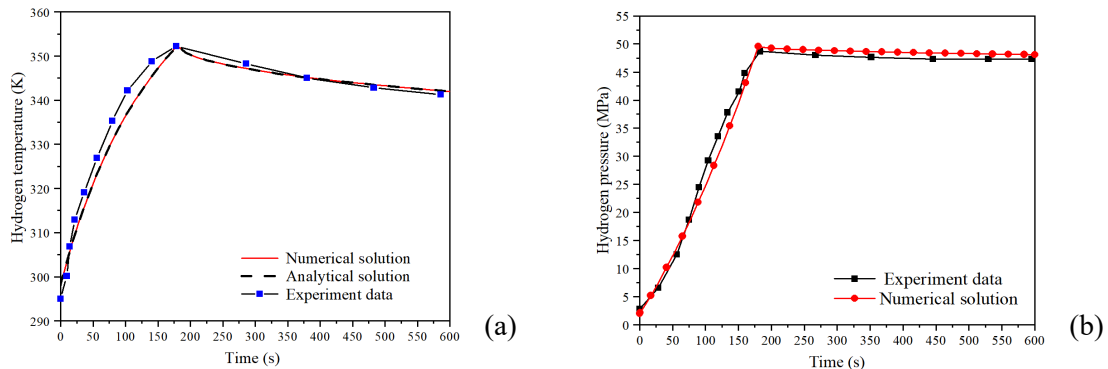 360
350
340
330
320
310
300
290
0 50 100 150 200 250 300 350 400 450 500 550 600
Hydrogen temperature (K)
Time (s)
Numerical solution
Analytical solution
Experiment data
(a)
55
50
45
40
35
30
25
20
15
10
5
0
0 50 100 150 200 250 300 350 400 450 500 550 600
Hydrogen pressure (MPa)
Time (s)
Experiment data
Numerical solution
(b)